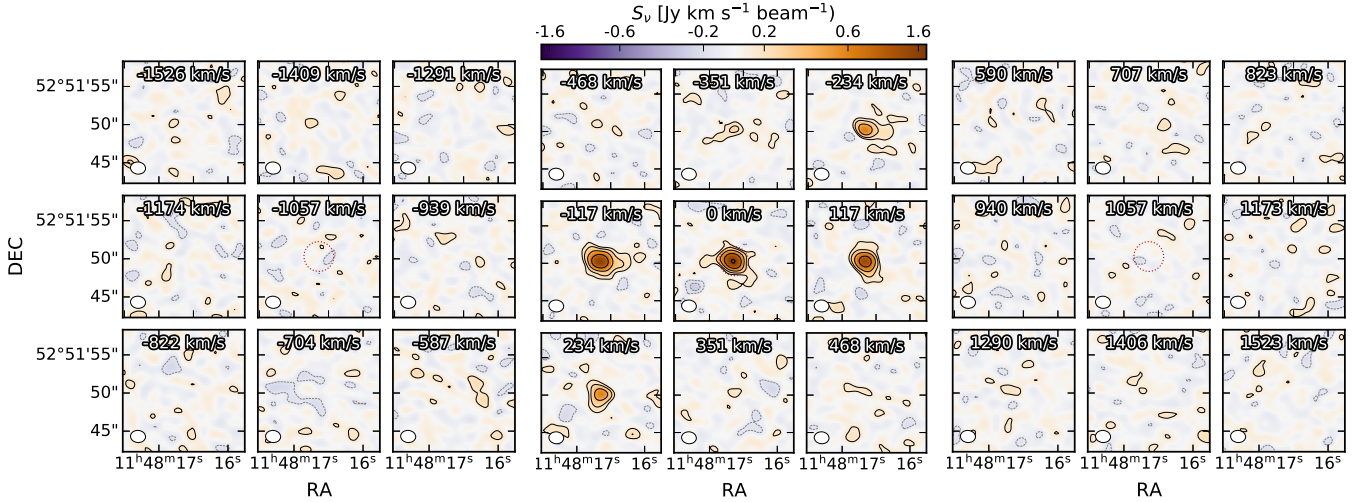 S_ν [Jy km s⁻¹ beam⁻¹]
-1.6 -0.6 -0.2 0.2 0.6 1.6
-1526 km/s -1409 km/s -1291 km/s -468 km/s -351 km/s -234 km/s 590 km/s 707 km/s 823 km/s
52°51'55"
50"
45"
-1174 km/s -1057 km/s -939 km/s -117 km/s 0 km/s 117 km/s 940 km/s 1057 km/s 1173 km/s
52°51'55"
50"
45"
DEC
-822 km/s -704 km/s -587 km/s 234 km/s 351 km/s 468 km/s 1290 km/s 1406 km/s 1523 km/s
52°51'55"
50"
45"
11ʰ48ᵐ17ˢ 16ˢ 11ʰ48ᵐ17ˢ 16ˢ 11ʰ48ᵐ17ˢ 16ˢ 11ʰ48ᵐ17ˢ 16ˢ 11ʰ48ᵐ17ˢ 16ˢ 11ʰ48ᵐ17ˢ 16ˢ 11ʰ48ᵐ17ˢ 16ˢ 11ʰ48ᵐ17ˢ 16ˢ 11ʰ48ᵐ17ˢ 16ˢ
RA RA RA